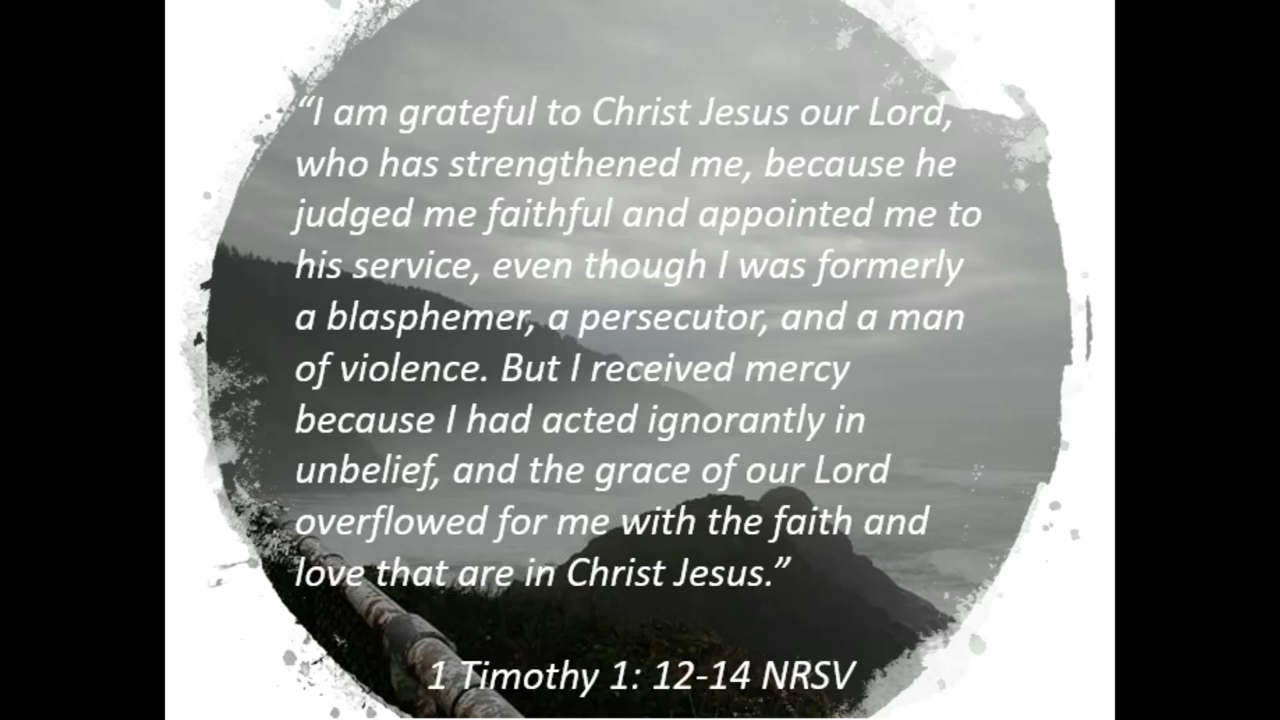 “I am grateful to Christ Jesus our Lord,
who has strengthened me, because he
judged me faithful and appointed me to
his service, even though I was formerly
a blasphemer, a persecutor, and a man
of violence. But I received mercy
because I had acted ignorantly in
unbelief, and the grace of our Lord
overflowed for me with the faith and
love that are in Christ Jesus.”
1 Timothy 1: 12-14 NRSV